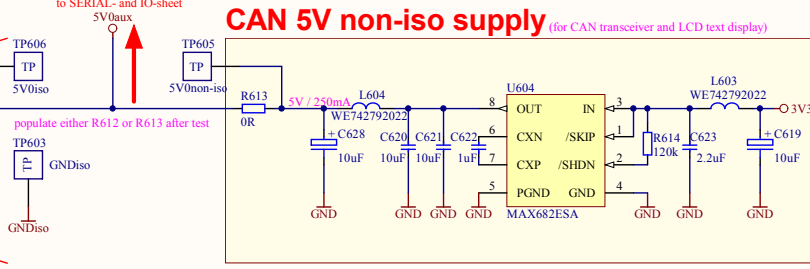 to SERIAL- and IO-sheet
CAN 5V non-iso supply (for CAN transceiver and LCD text display)
5V0aux
TP606
TP
5V0iso
TP605
TP
5V0non-iso
R613
0R
5V / 250mA
L604
WE742792022
U604
L603
WE742792022
3V3
populate either R612 or R613 after test
8 OUT
IN 3
6 CXN
/SKIP 1
7 CXP
/SHDN 2
5 PGND
GND 4
MAX682ESA
+ C628
10uF
C620
10uF
C621
10uF
C622
1uF
R614
120k
C623
2.2uF
+ C619
10uF
TP603
TP
GNDiso
GNDiso
GND
GND
GND
GND
GND
GND
GND